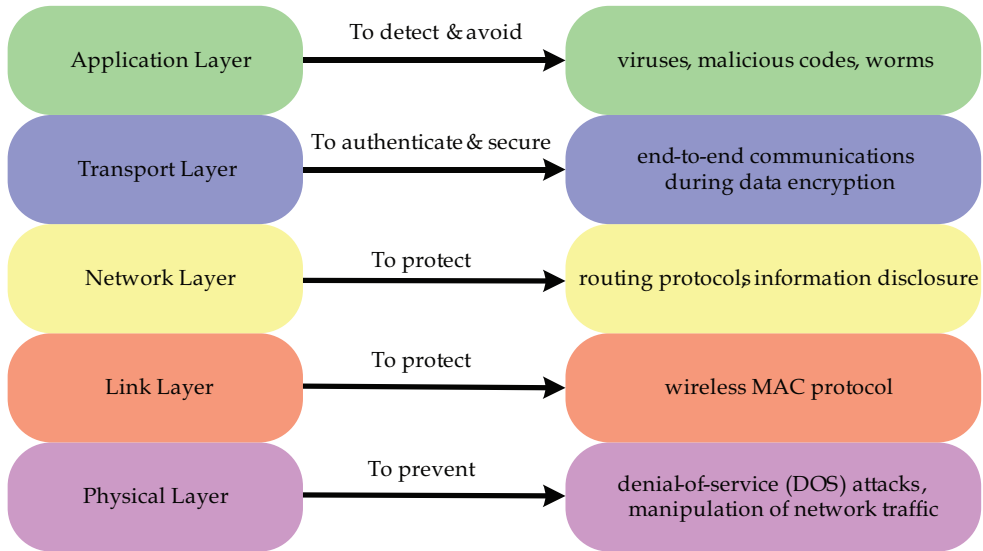 Application Layer
To detect & avoid
viruses, malicious codes, worms
Transport Layer
To authenticate & secure
end-to-end communications
during data encryption
Network Layer
To protect
routing protocols, information disclosure
Link Layer
To protect
wireless MAC protocol
Physical Layer
To prevent
denial-of-service (DOS) attacks,
manipulation of network traffic